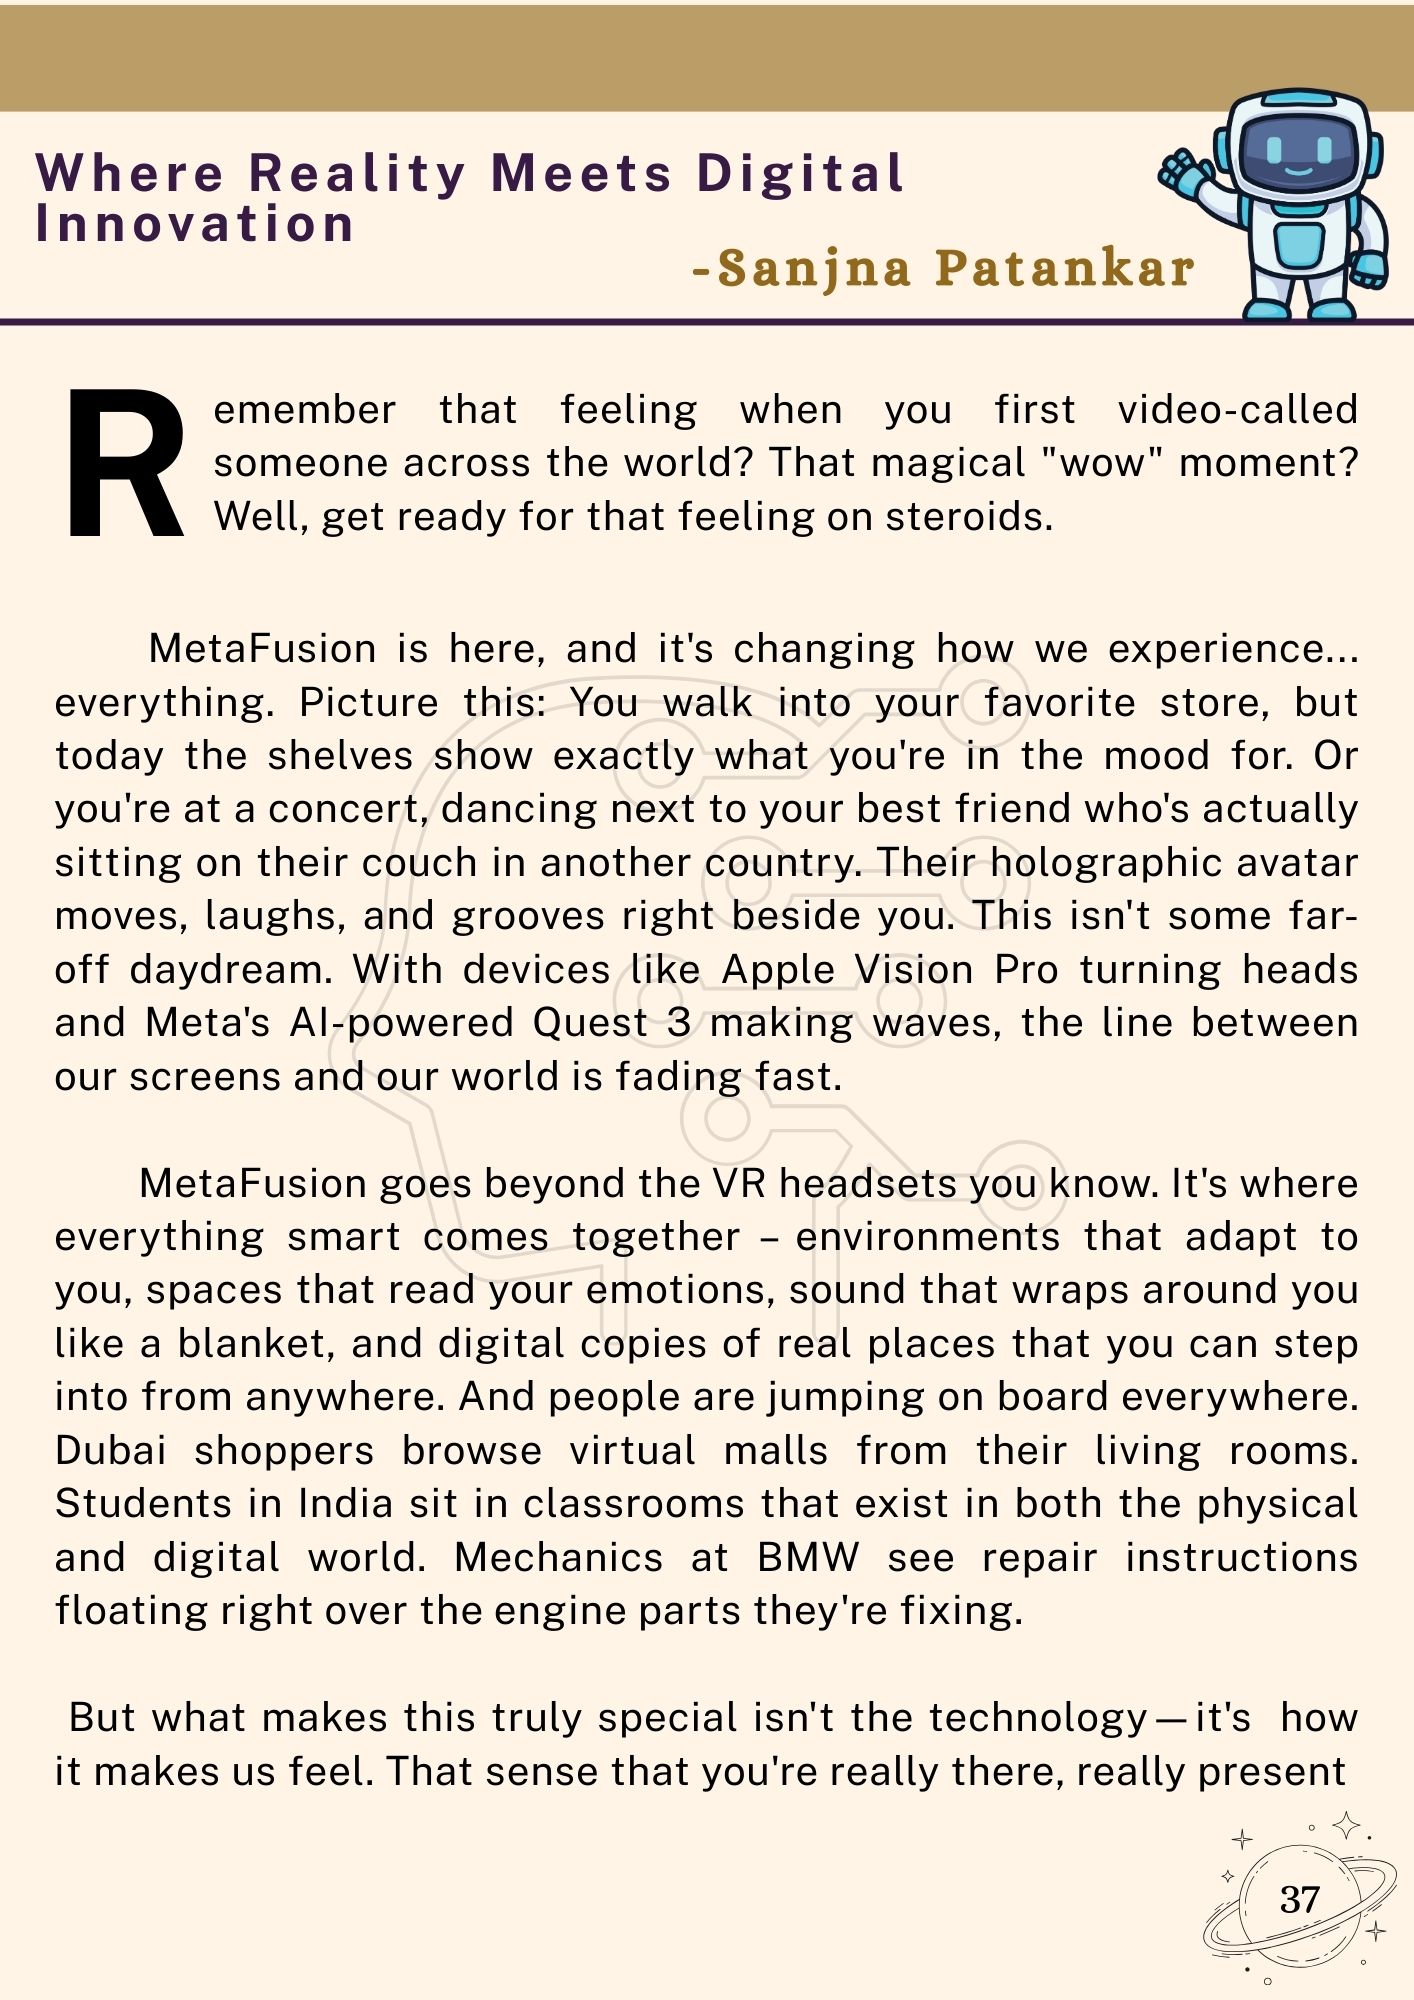 Where Reality Meets Digital
Innovation
-Sanjna Patankar
Remember that feeling when you first video-called
someone across the world? That magical "wow" moment?
Well, get ready for that feeling on steroids.
MetaFusion is here, and it's changing how we experience...
everything. Picture this: You walk into your favorite store, but
today the shelves show exactly what you're in the mood for. Or
you're at a concert, dancing next to your best friend who's actually
sitting on their couch in another country. Their holographic avatar
moves, laughs, and grooves right beside you. This isn't some far-
off daydream. With devices like Apple Vision Pro turning heads
and Meta's AI-powered Quest 3 making waves, the line between
our screens and our world is fading fast.
MetaFusion goes beyond the VR headsets you know. It's where
everything smart comes together – environments that adapt to
you, spaces that read your emotions, sound that wraps around you
like a blanket, and digital copies of real places that you can step
into from anywhere. And people are jumping on board everywhere.
Dubai shoppers browse virtual malls from their living rooms.
Students in India sit in classrooms that exist in both the physical
and digital world. Mechanics at BMW see repair instructions
floating right over the engine parts they're fixing.
But what makes this truly special isn't the technology—it's how
it makes us feel. That sense that you're really there, really present
37